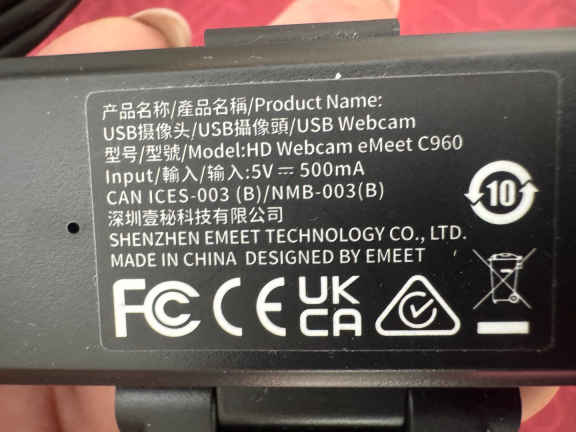 产品名称/產品名稱/Product Name:
USB摄像头/USB攝像頭/USB Webcam
型号/型號/Model:HD Webcam eMeet C960
Input/輸入/输入:5V⎓500mA
CAN ICES-003 (B)/NMB-003(B)
深圳壹秘科技有限公司
SHENZHEN EMEET TECHNOLOGY CO., LTD.
MADE IN CHINA DESIGNED BY EMEET
10
FC CE UK
CA